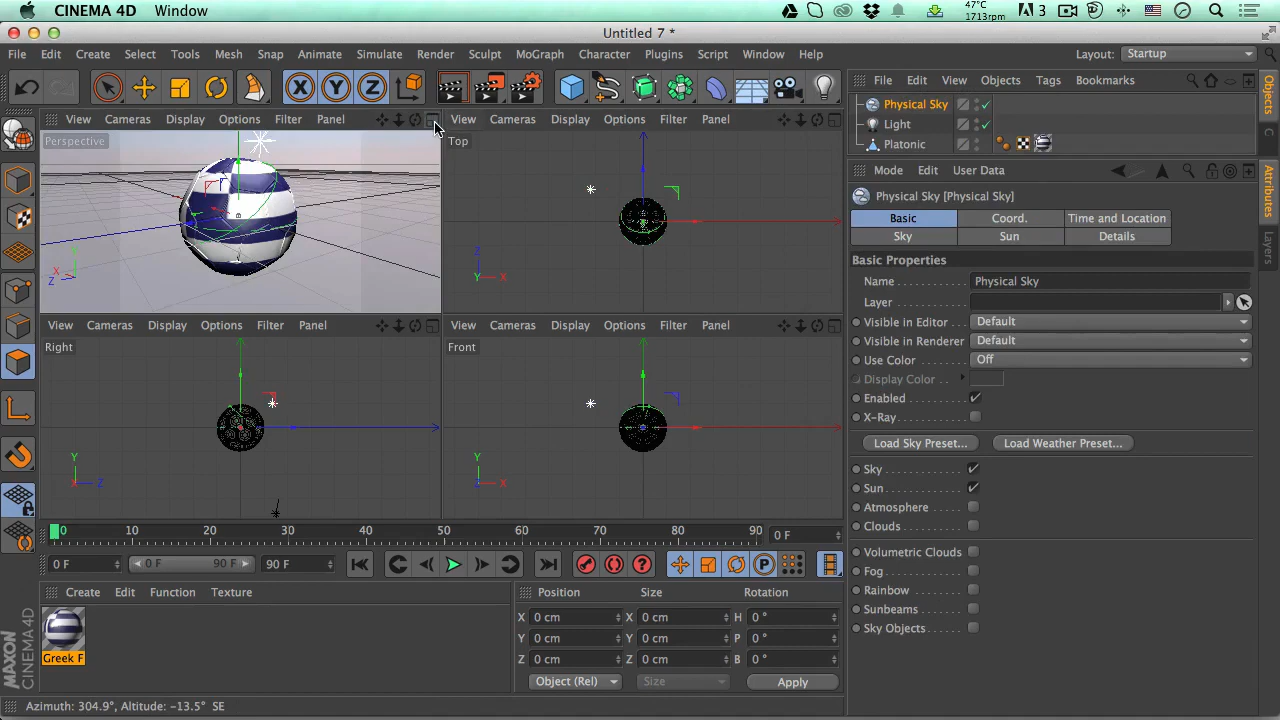 CINEMA 4D Window
47°C
1713rpm
3
Untitled 7 *
File Edit Create Select Tools Mesh Snap Animate Simulate Render Sculpt MoGraph Character Plugins Script Window Help
Layout: Startup
X Y Z
File Edit View Objects Tags Bookmarks
Physical Sky
Light
Platonic
View Cameras Display Options Filter Panel
Perspective
Y
X
Z
View Cameras Display Options Filter Panel
Top
Z
Y X
View Cameras Display Options Filter Panel
Right
Y
X Z
View Cameras Display Options Filter Panel
Front
Y
Z X
Objects
Attributes
Layers
Mode Edit User Data
Physical Sky [Physical Sky]
Basic Coord. Time and Location
Sky Sun Details
Basic Properties
Name Physical Sky
Layer
Visible in Editor Default
Visible in Renderer Default
Use Color Off
Display Color
Enabled
X-Ray
Load Sky Preset... Load Weather Preset...
Sky
Sun
Atmosphere
Clouds
Volumetric Clouds
Fog
Rainbow
Sunbeams
Sky Objects
0 10 20 30 40 50 60 70 80 90 0 F
0 F 0 F 90 F 90 F
Create Edit Function Texture
Greek F
Position Size Rotation
X 0 cm X 0 cm H 0 °
Y 0 cm Y 0 cm P 0 °
Z 0 cm Z 0 cm B 0 °
Object (Rel) Size Apply
MAXON
CINEMA 4D
Azimuth: 304.9°, Altitude: −13.5° SE